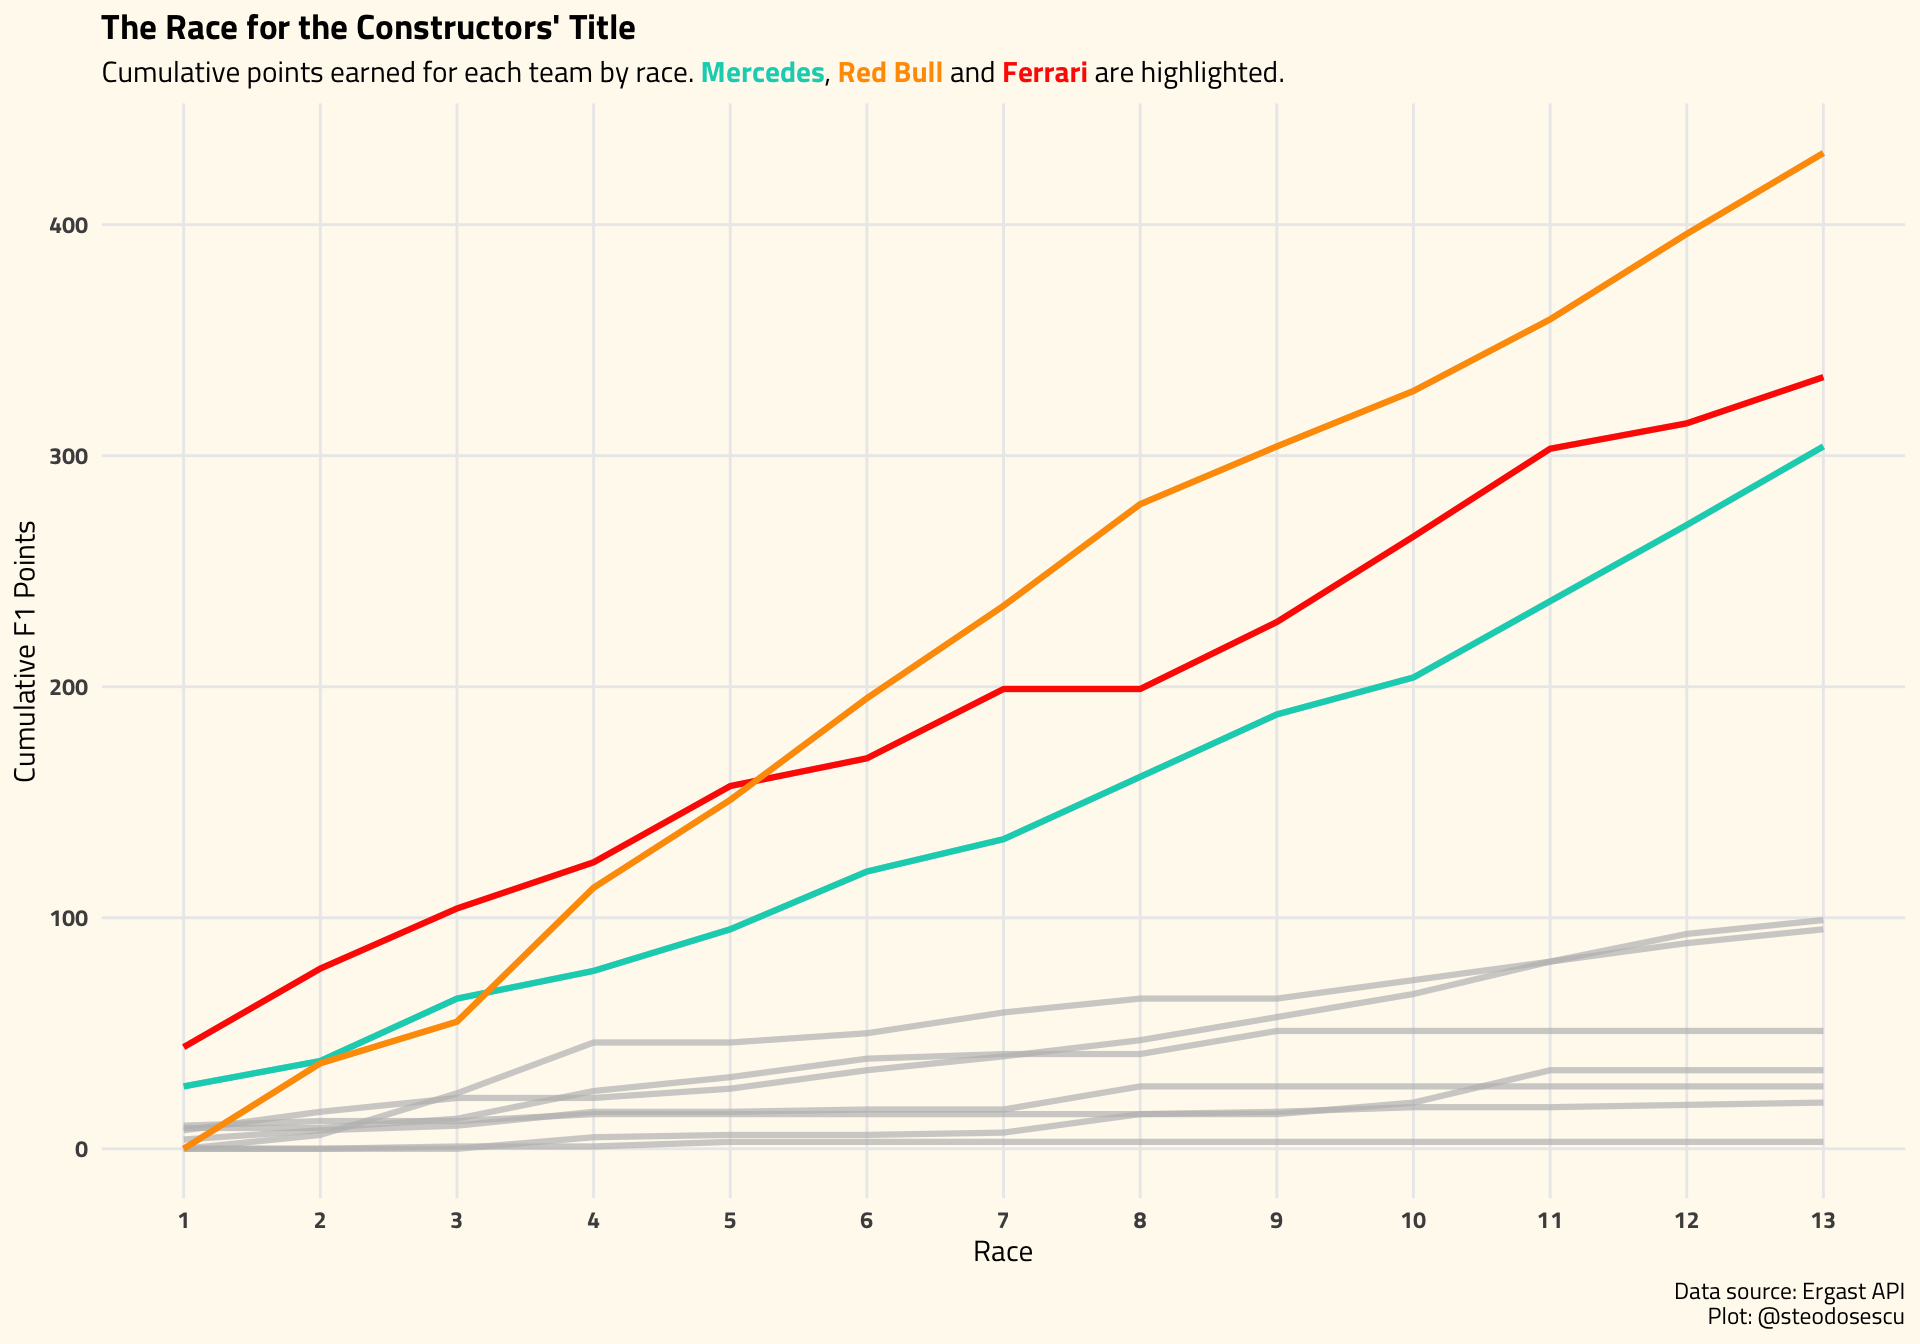 The Race for the Constructors' Title
Cumulative points earned for each team by race. Mercedes, Red Bull and Ferrari are highlighted.
Cumulative F1 Points
400
300
200
100
0
1 2 3 4 5 6 7 8 9 10 11 12 13
Race
Data source: Ergast API
Plot: @steodosescu